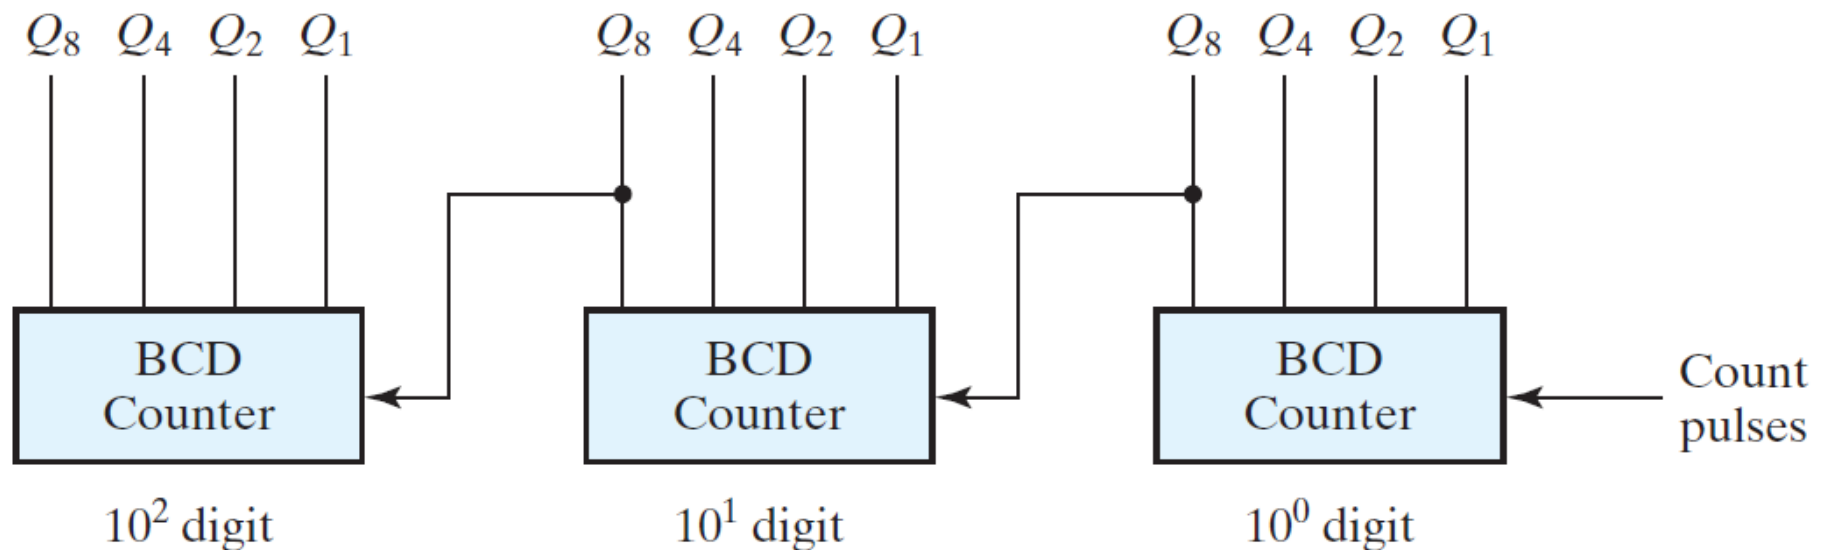 Q₈ Q₄ Q₂ Q₁ Q₈ Q₄ Q₂ Q₁ Q₈ Q₄ Q₂ Q₁
BCD
Counter
BCD
Counter
BCD
Counter
Count
pulses
10² digit 10¹ digit 10⁰ digit